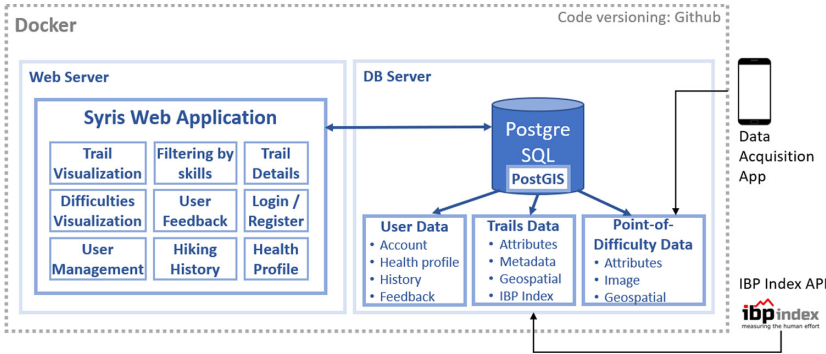 Docker
Code versioning: Github
Web Server
Syris Web Application
Trail
Visualization
Filtering by
skills
Trail
Details
Difficulties
Visualization
User
Feedback
Login /
Register
User
Management
Hiking
History
Health
Profile
DB Server
Postgre
SQL
PostGIS
User Data
• Account
• Health profile
• History
• Feedback
Trails Data
• Attributes
• Metadata
• Geospatial
• IBP Index
Point-of-
Difficulty Data
• Attributes
• Image
• Geospatial
Data
Acquisition
App
IBP Index API
ibpindex
measuring the human effort